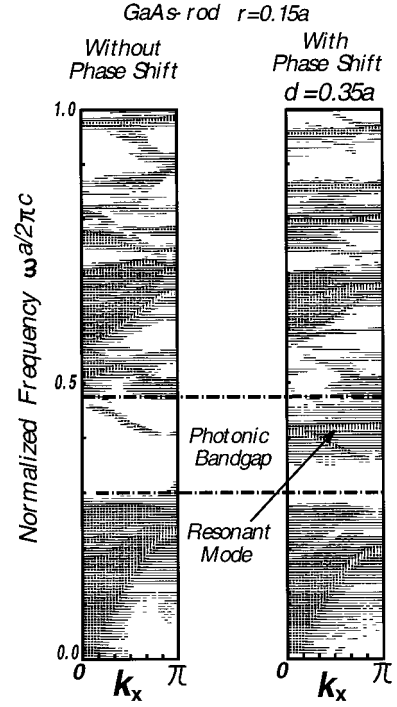 GaAs-rod r=0.15a
Without
Phase Shift
With
Phase Shift
d=0.35a
1.0
Normalized Frequency ωa/2πc
0.5
Photonic
Bandgap
Resonant
Mode
0.0
0 π
kx
0 π
kx